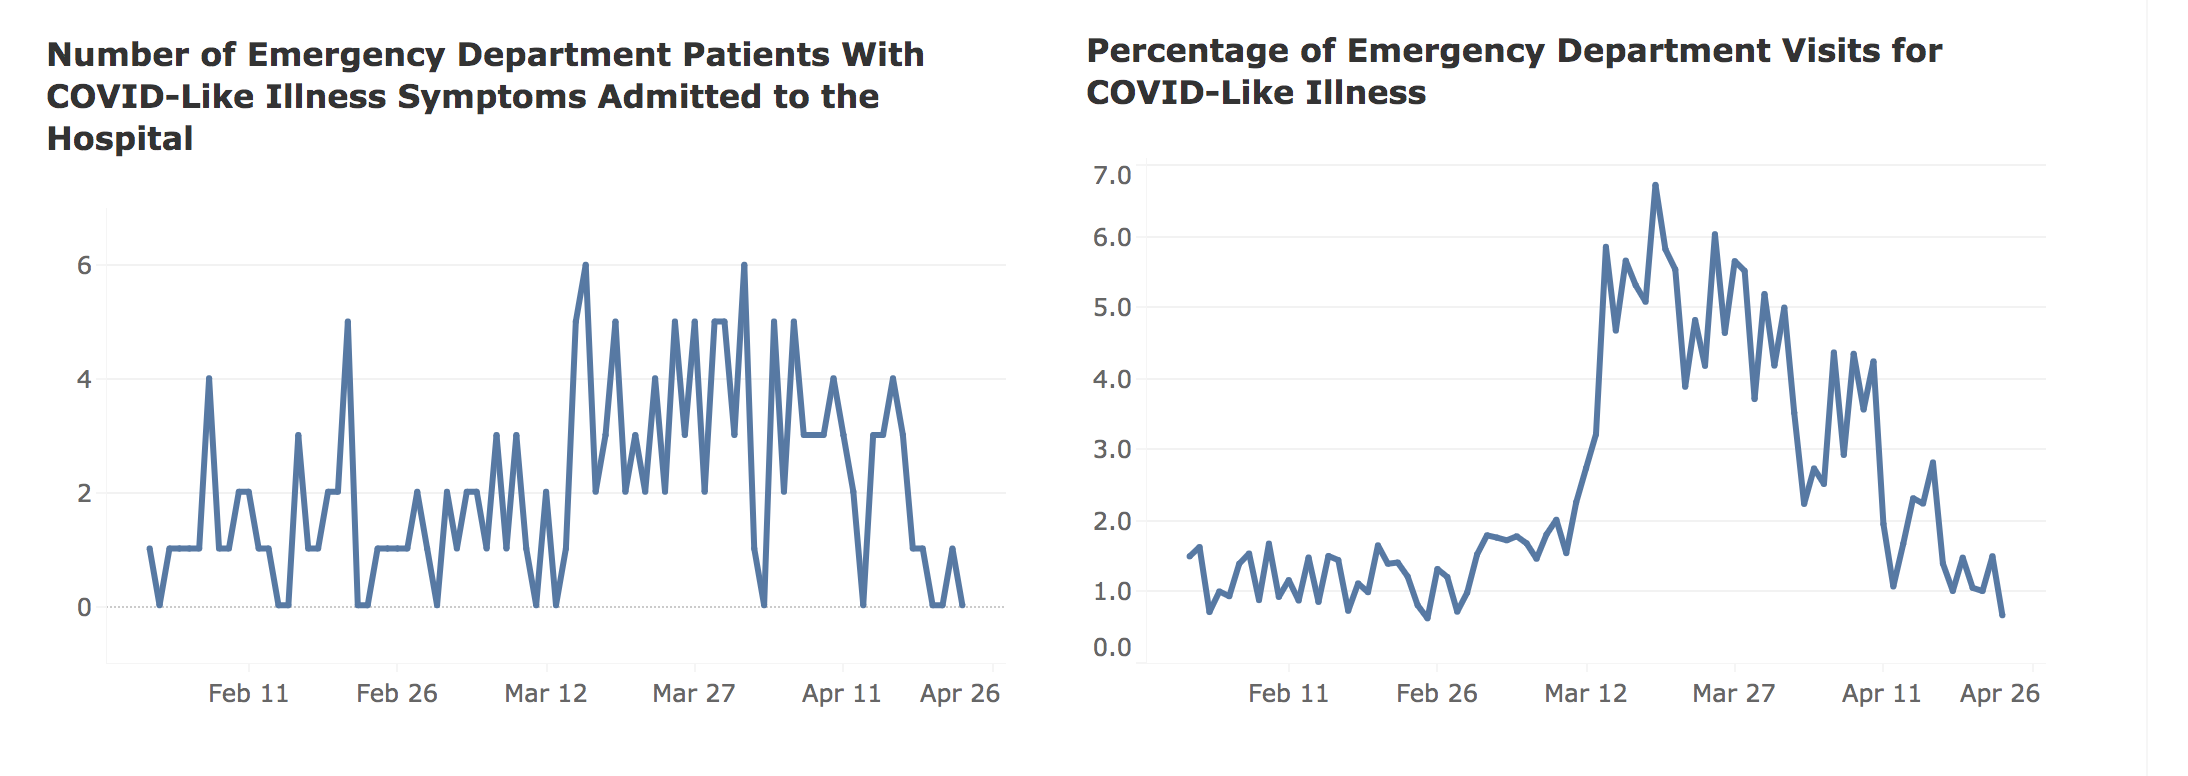 Number of Emergency Department Patients With
COVID-Like Illness Symptoms Admitted to the
Hospital
6
4
2
0
Feb 11
Feb 26
Mar 12
Mar 27
Apr 11
Apr 26
Percentage of Emergency Department Visits for
COVID-Like Illness
7.0
6.0
5.0
4.0
3.0
2.0
1.0
0.0
Feb 11
Feb 26
Mar 12
Mar 27
Apr 11
Apr 26